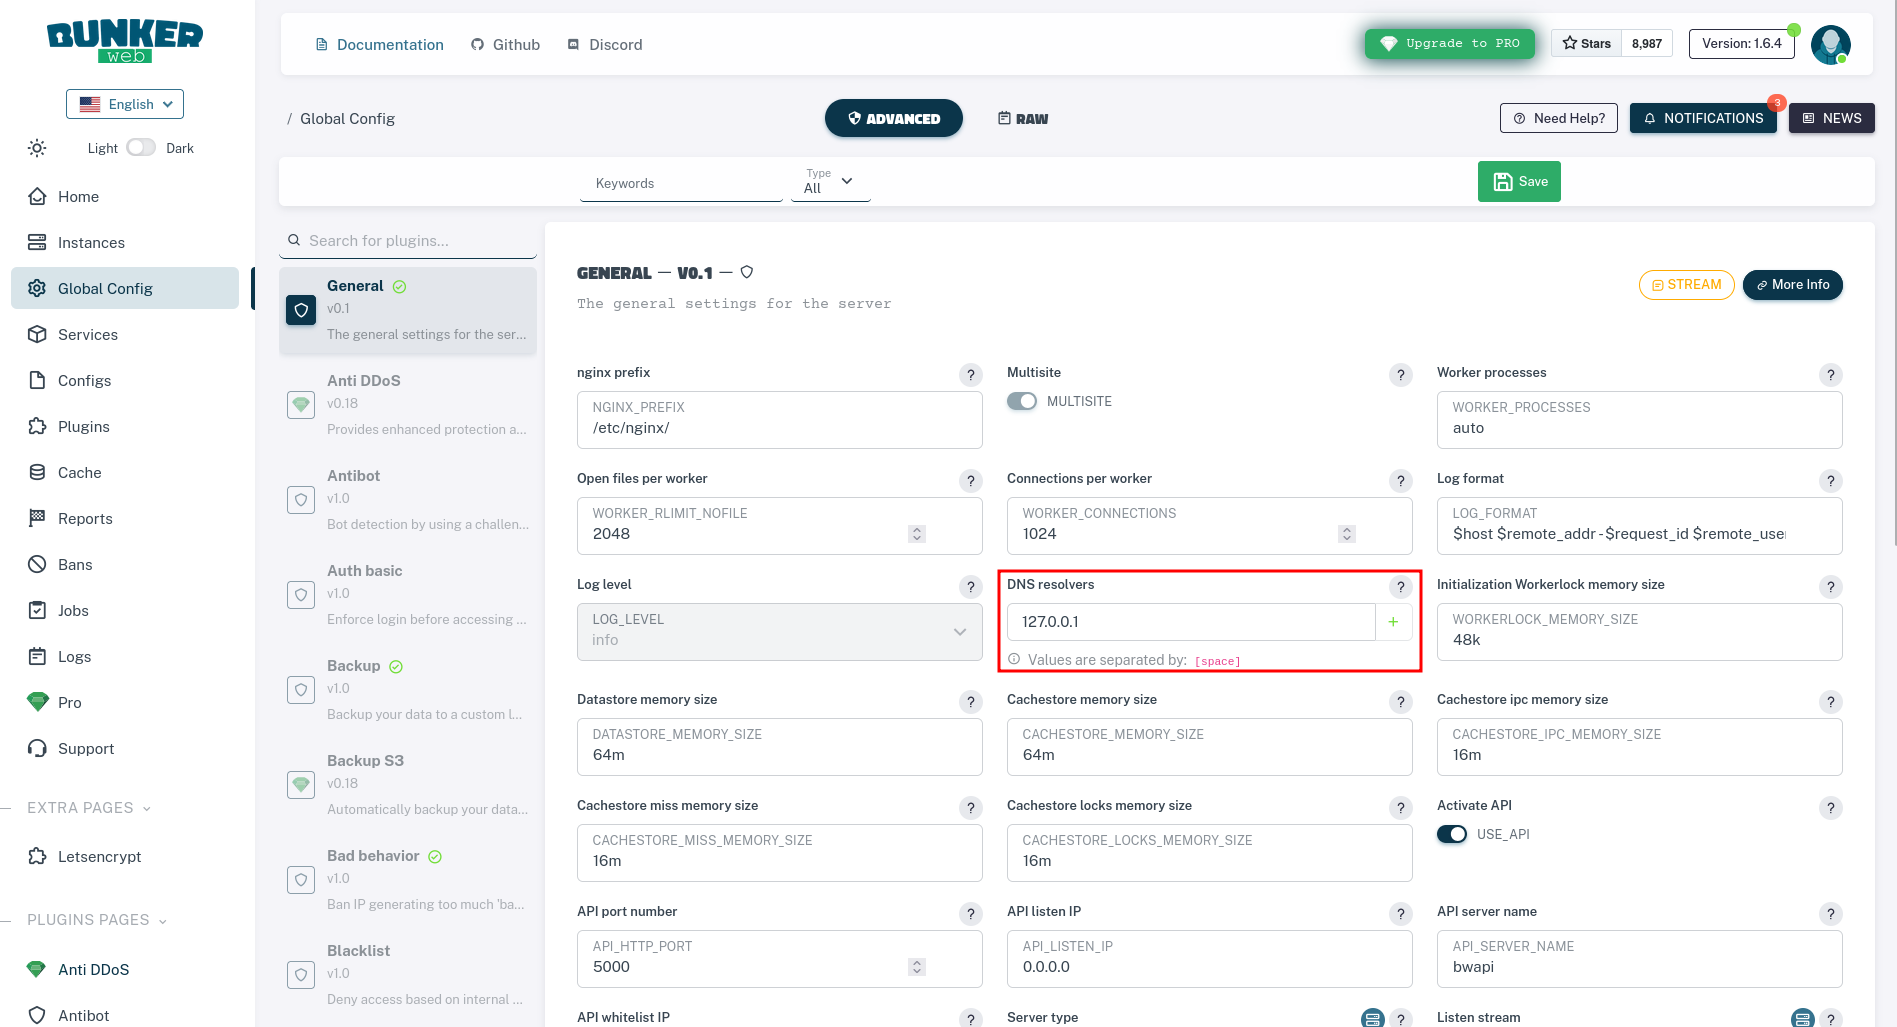 BUNKER
web
English
Light
Dark
Home
Instances
Global Config
Services
Configs
Plugins
Cache
Reports
Bans
Jobs
Logs
Pro
Support
EXTRA PAGES
Letsencrypt
PLUGINS PAGES
Anti DDoS
Antibot
Documentation
Github
Discord
Upgrade to PRO
Stars
8,987
Version: 1.6.4
/ Global Config
ADVANCED
RAW
Need Help?
NOTIFICATIONS
3
NEWS
Keywords
Type
All
Save
Search for plugins...
General
v0.1
The general settings for the ser...
Anti DDoS
v0.18
Provides enhanced protection a...
Antibot
v1.0
Bot detection by using a challen...
Auth basic
v1.0
Enforce login before accessing ...
Backup
v1.0
Backup your data to a custom l...
Backup S3
v0.18
Automatically backup your data...
Bad behavior
v1.0
Ban IP generating too much 'ba...
Blacklist
v1.0
Deny access based on internal ...
GENERAL — V0.1 —
The general settings for the server
STREAM
More Info
nginx prefix
?
NGINX_PREFIX
/etc/nginx/
Multisite
?
MULTISITE
Worker processes
?
WORKER_PROCESSES
auto
Open files per worker
?
WORKER_RLIMIT_NOFILE
2048
Connections per worker
?
WORKER_CONNECTIONS
1024
Log format
?
LOG_FORMAT
$host $remote_addr - $request_id $remote_use
Log level
?
LOG_LEVEL
info
DNS resolvers
?
127.0.0.1
+
Values are separated by: [space]
Initialization Workerlock memory size
?
WORKERLOCK_MEMORY_SIZE
48k
Datastore memory size
?
DATASTORE_MEMORY_SIZE
64m
Cachestore memory size
?
CACHESTORE_MEMORY_SIZE
64m
Cachestore ipc memory size
?
CACHESTORE_IPC_MEMORY_SIZE
16m
Cachestore miss memory size
?
CACHESTORE_MISS_MEMORY_SIZE
16m
Cachestore locks memory size
?
CACHESTORE_LOCKS_MEMORY_SIZE
16m
Activate API
?
USE_API
API port number
?
API_HTTP_PORT
5000
API listen IP
?
API_LISTEN_IP
0.0.0.0
API server name
?
API_SERVER_NAME
bwapi
API whitelist IP
?
Server type
?
Listen stream
?